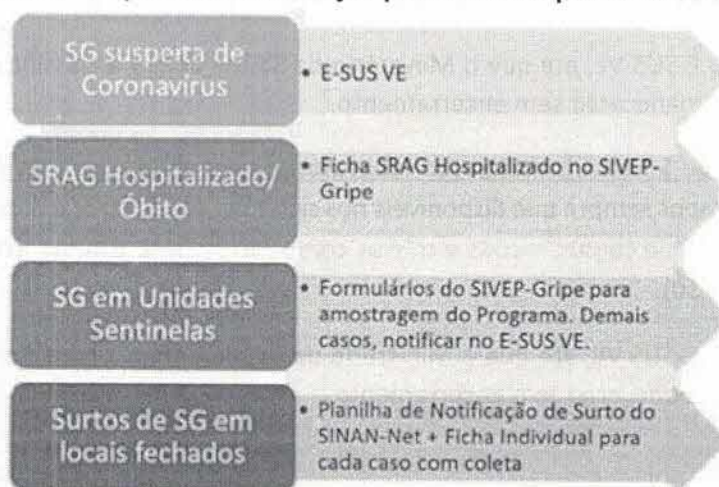 SG suspeita de
Coronavírus
• E-SUS VE
SRAG Hospitalizado/
Óbito
• Ficha SRAG Hospitalizado no SIVEP-
Gripe
SG em Unidades
Sentinelas
• Formulários do SIVEP-Gripe para
amostragem do Programa. Demais
casos, notificar no E-SUS VE.
Surtos de SG em
locais fechados
• Planilha de Notificação de Surto do
SINAN-Net + Ficha Individual para
cada caso com coleta